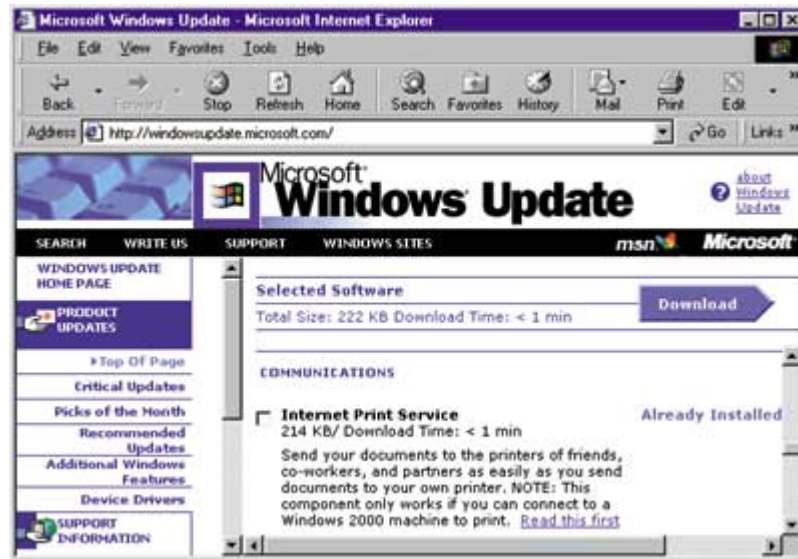 Microsoft Windows Update - Microsoft Internet Explorer
File Edit View Favorites Tools Help
Back Forward Stop Refresh Home Search Favorites History Mail Print Edit
Address http://windowsupdate.microsoft.com/ Go Links
Microsoft
Windows Update
about
Windows
Update
SEARCH WRITE US SUPPORT WINDOWS SITES msn Microsoft
WINDOWS UPDATE
HOME PAGE
PRODUCT
UPDATES
Top Of Page
Critical Updates
Picks of the Month
Recommended
Updates
Additional Windows
Features
Device Drivers
SUPPORT
INFORMATION
Selected Software
Total Size: 222 KB Download Time: < 1 min
Download
COMMUNICATIONS
Internet Print Service Already Installed
214 KB/ Download Time: < 1 min
Send your documents to the printers of friends,
co-workers, and partners as easily as you send
documents to your own printer. NOTE: This
component only works if you can connect to a
Windows 2000 machine to print. Read this first